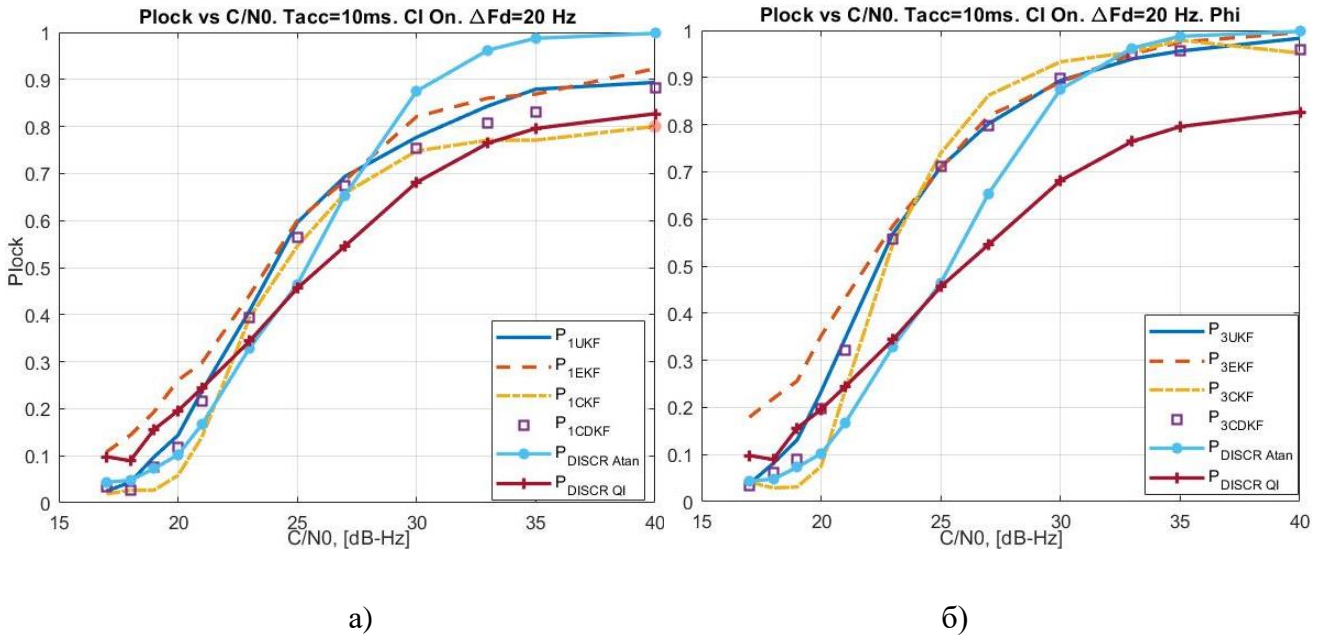 Plock vs C/N0. Tacc=10ms. CI On. ΔFd=20 Hz
1
0.9
0.8
0.7
0.6
0.5
0.4
0.3
0.2
0.1
0
Plock
15
20
25
30
35
40
C/N0, [dB-Hz]
P1UKF
P1EKF
P1CKF
P1CDKF
PDISCR Atan
PDISCR QI
a)
Plock vs C/N0. Tacc=10ms. CI On. ΔFd=20 Hz. Phi
1
0.9
0.8
0.7
0.6
0.5
0.4
0.3
0.2
0.1
0
15
20
25
30
35
40
C/N0, [dB-Hz]
P3UKF
P3EKF
P3CKF
P3CDKF
PDISCR Atan
PDISCR QI
б)